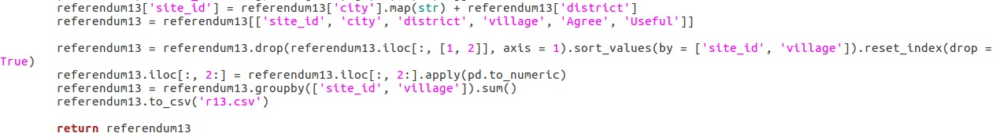 referendum13['site_id'] = referendum13['city'].map(str) + referendum13['district']
referendum13 = referendum13[['site_id', 'city', 'district', 'village', 'Agree', 'Useful']]
referendum13 = referendum13.drop(referendum13.iloc[:, [1, 2]], axis = 1).sort_values(by = ['site_id', 'village']).reset_index(drop =
True)
referendum13.iloc[:, 2:] = referendum13.iloc[:, 2:].apply(pd.to_numeric)
referendum13 = referendum13.groupby(['site_id', 'village']).sum()
referendum13.to_csv('r13.csv')
return referendum13